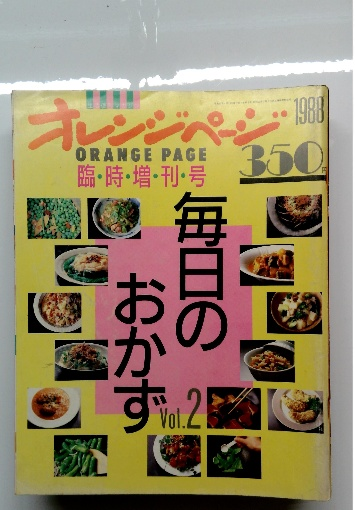 1988
オレンジページ
ORANGE PAGE
350円
臨・時・増・刊・号
毎日の
おかず
Vol.2